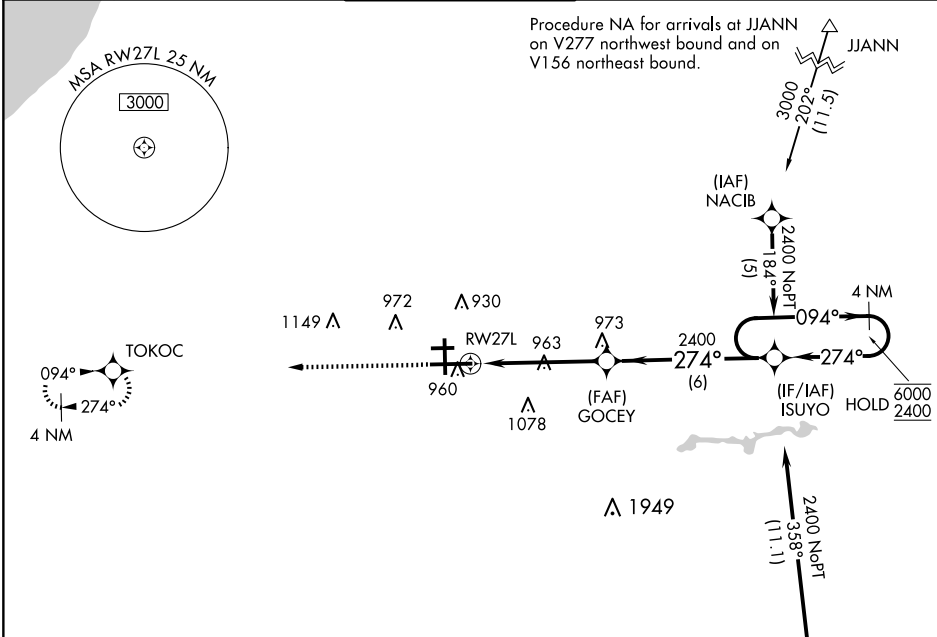 Procedure NA for arrivals at JJANN
on V277 northwest bound and on
V156 northeast bound.
JJANN
MSA RW27L 25 NM
3000
3000
202°
(11.5)
(IAF)
NACIB
2400 NoPT
184°
(5)
4 NM
094°
1149
972
930
RW27L
963
973
2400
274°
(6)
274°
TOKOC
094°
274°
4 NM
960
1078
(FAF)
GOCEY
(IF/IAF)
ISUYO
HOLD
6000
2400
1949
2400 NoPT
358°
(11.1)